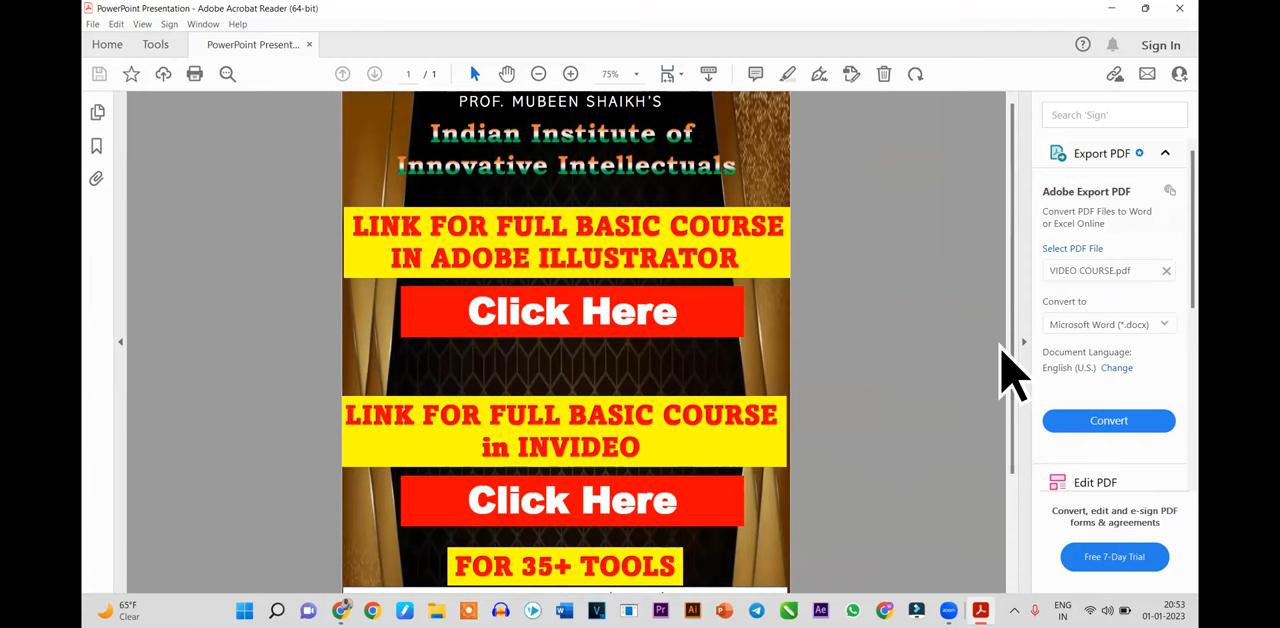 PowerPoint Presentation - Adobe Acrobat Reader (64-bit)
File Edit View Sign Window Help
Home Tools PowerPoint Present... × ? Sign In
1 / 1 75%
PROF. MUBEEN SHAIKH'S
Indian Institute of
Innovative Intellectuals
LINK FOR FULL BASIC COURSE
IN ADOBE ILLUSTRATOR
Click Here
LINK FOR FULL BASIC COURSE
in INVIDEO
Click Here
FOR 35+ TOOLS
Search 'Sign'
Export PDF
Adobe Export PDF
Convert PDF Files to Word
or Excel Online
Select PDF File
VIDEO COURSE.pdf
Convert to
Microsoft Word (*.docx)
Document Language:
English (U.S.) Change
Convert
Edit PDF
Convert, edit and e-sign PDF
forms & agreements
Free 7-Day Trial
65°F
Clear
W
V
Pr
Ai
P
Ae
zoom
ENG
IN
20:53
01-01-2023